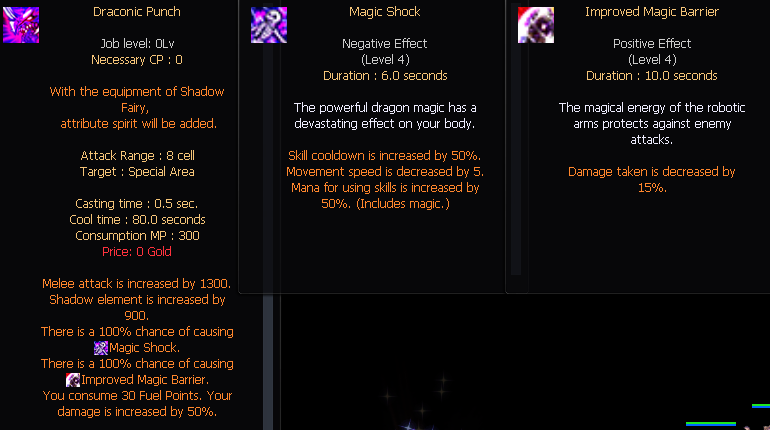 Draconic Punch
Job level: 0Lv
Necessary CP : 0
With the equipment of Shadow
Fairy,
attribute spirit will be added.
Attack Range : 8 cell
Target : Special Area
Casting time : 0.5 sec.
Cool time : 80.0 seconds
Consumption MP : 300
Price: 0 Gold
Melee attack is increased by 1300.
Shadow element is increased by
900.
There is a 100% chance of causing
Magic Shock.
There is a 100% chance of causing
Improved Magic Barrier.
You consume 30 Fuel Points. Your
damage is increased by 50%.
Magic Shock
Negative Effect
(Level 4)
Duration : 6.0 seconds
The powerful dragon magic has a
devastating effect on your body.
Skill cooldown is increased by 50%.
Movement speed is decreased by 5.
Mana for using skills is increased by
50%. (Includes magic.)
Improved Magic Barrier
Positive Effect
(Level 4)
Duration : 10.0 seconds
The magical energy of the robotic
arms protects against enemy
attacks.
Damage taken is decreased by
15%.